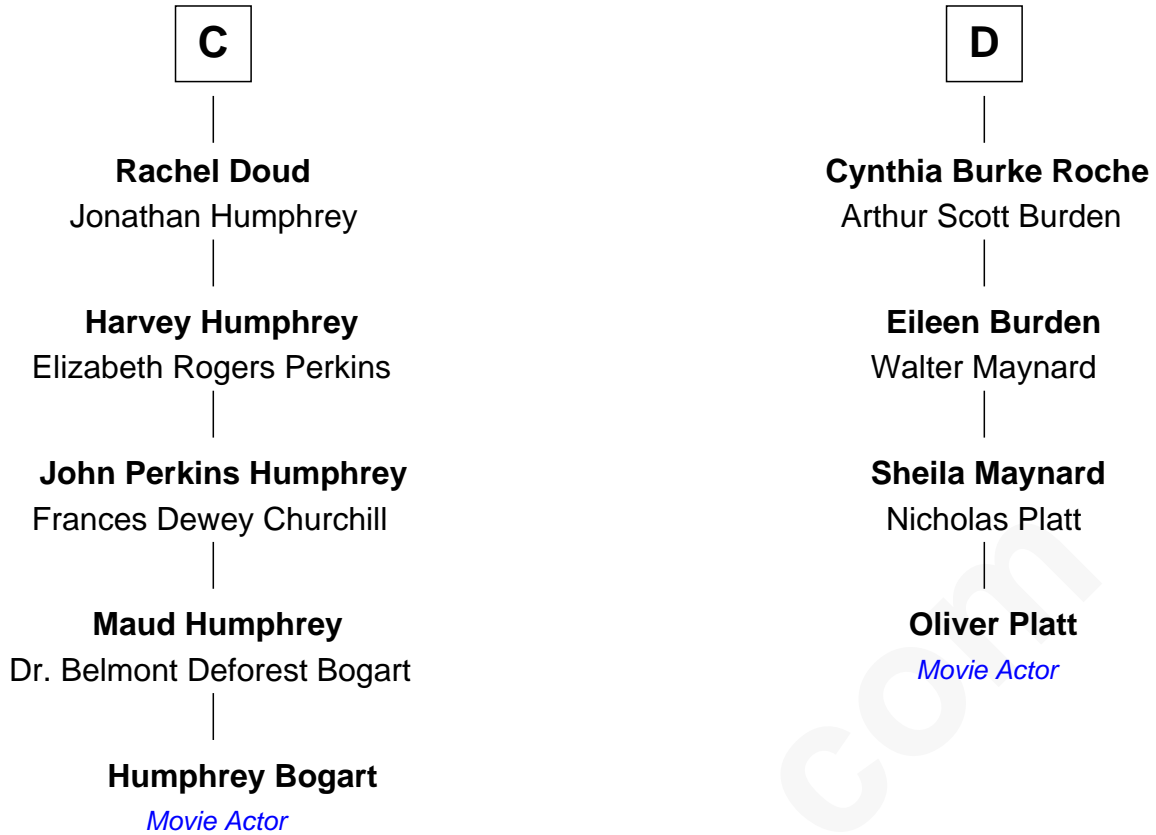 C
Rachel Doud
Jonathan Humphrey
Harvey Humphrey
Elizabeth Rogers Perkins
John Perkins Humphrey
Frances Dewey Churchill
Maud Humphrey
Dr. Belmont Deforest Bogart
Humphrey Bogart
Movie Actor
D
Cynthia Burke Roche
Arthur Scott Burden
Eileen Burden
Walter Maynard
Sheila Maynard
Nicholas Platt
Oliver Platt
Movie Actor
com